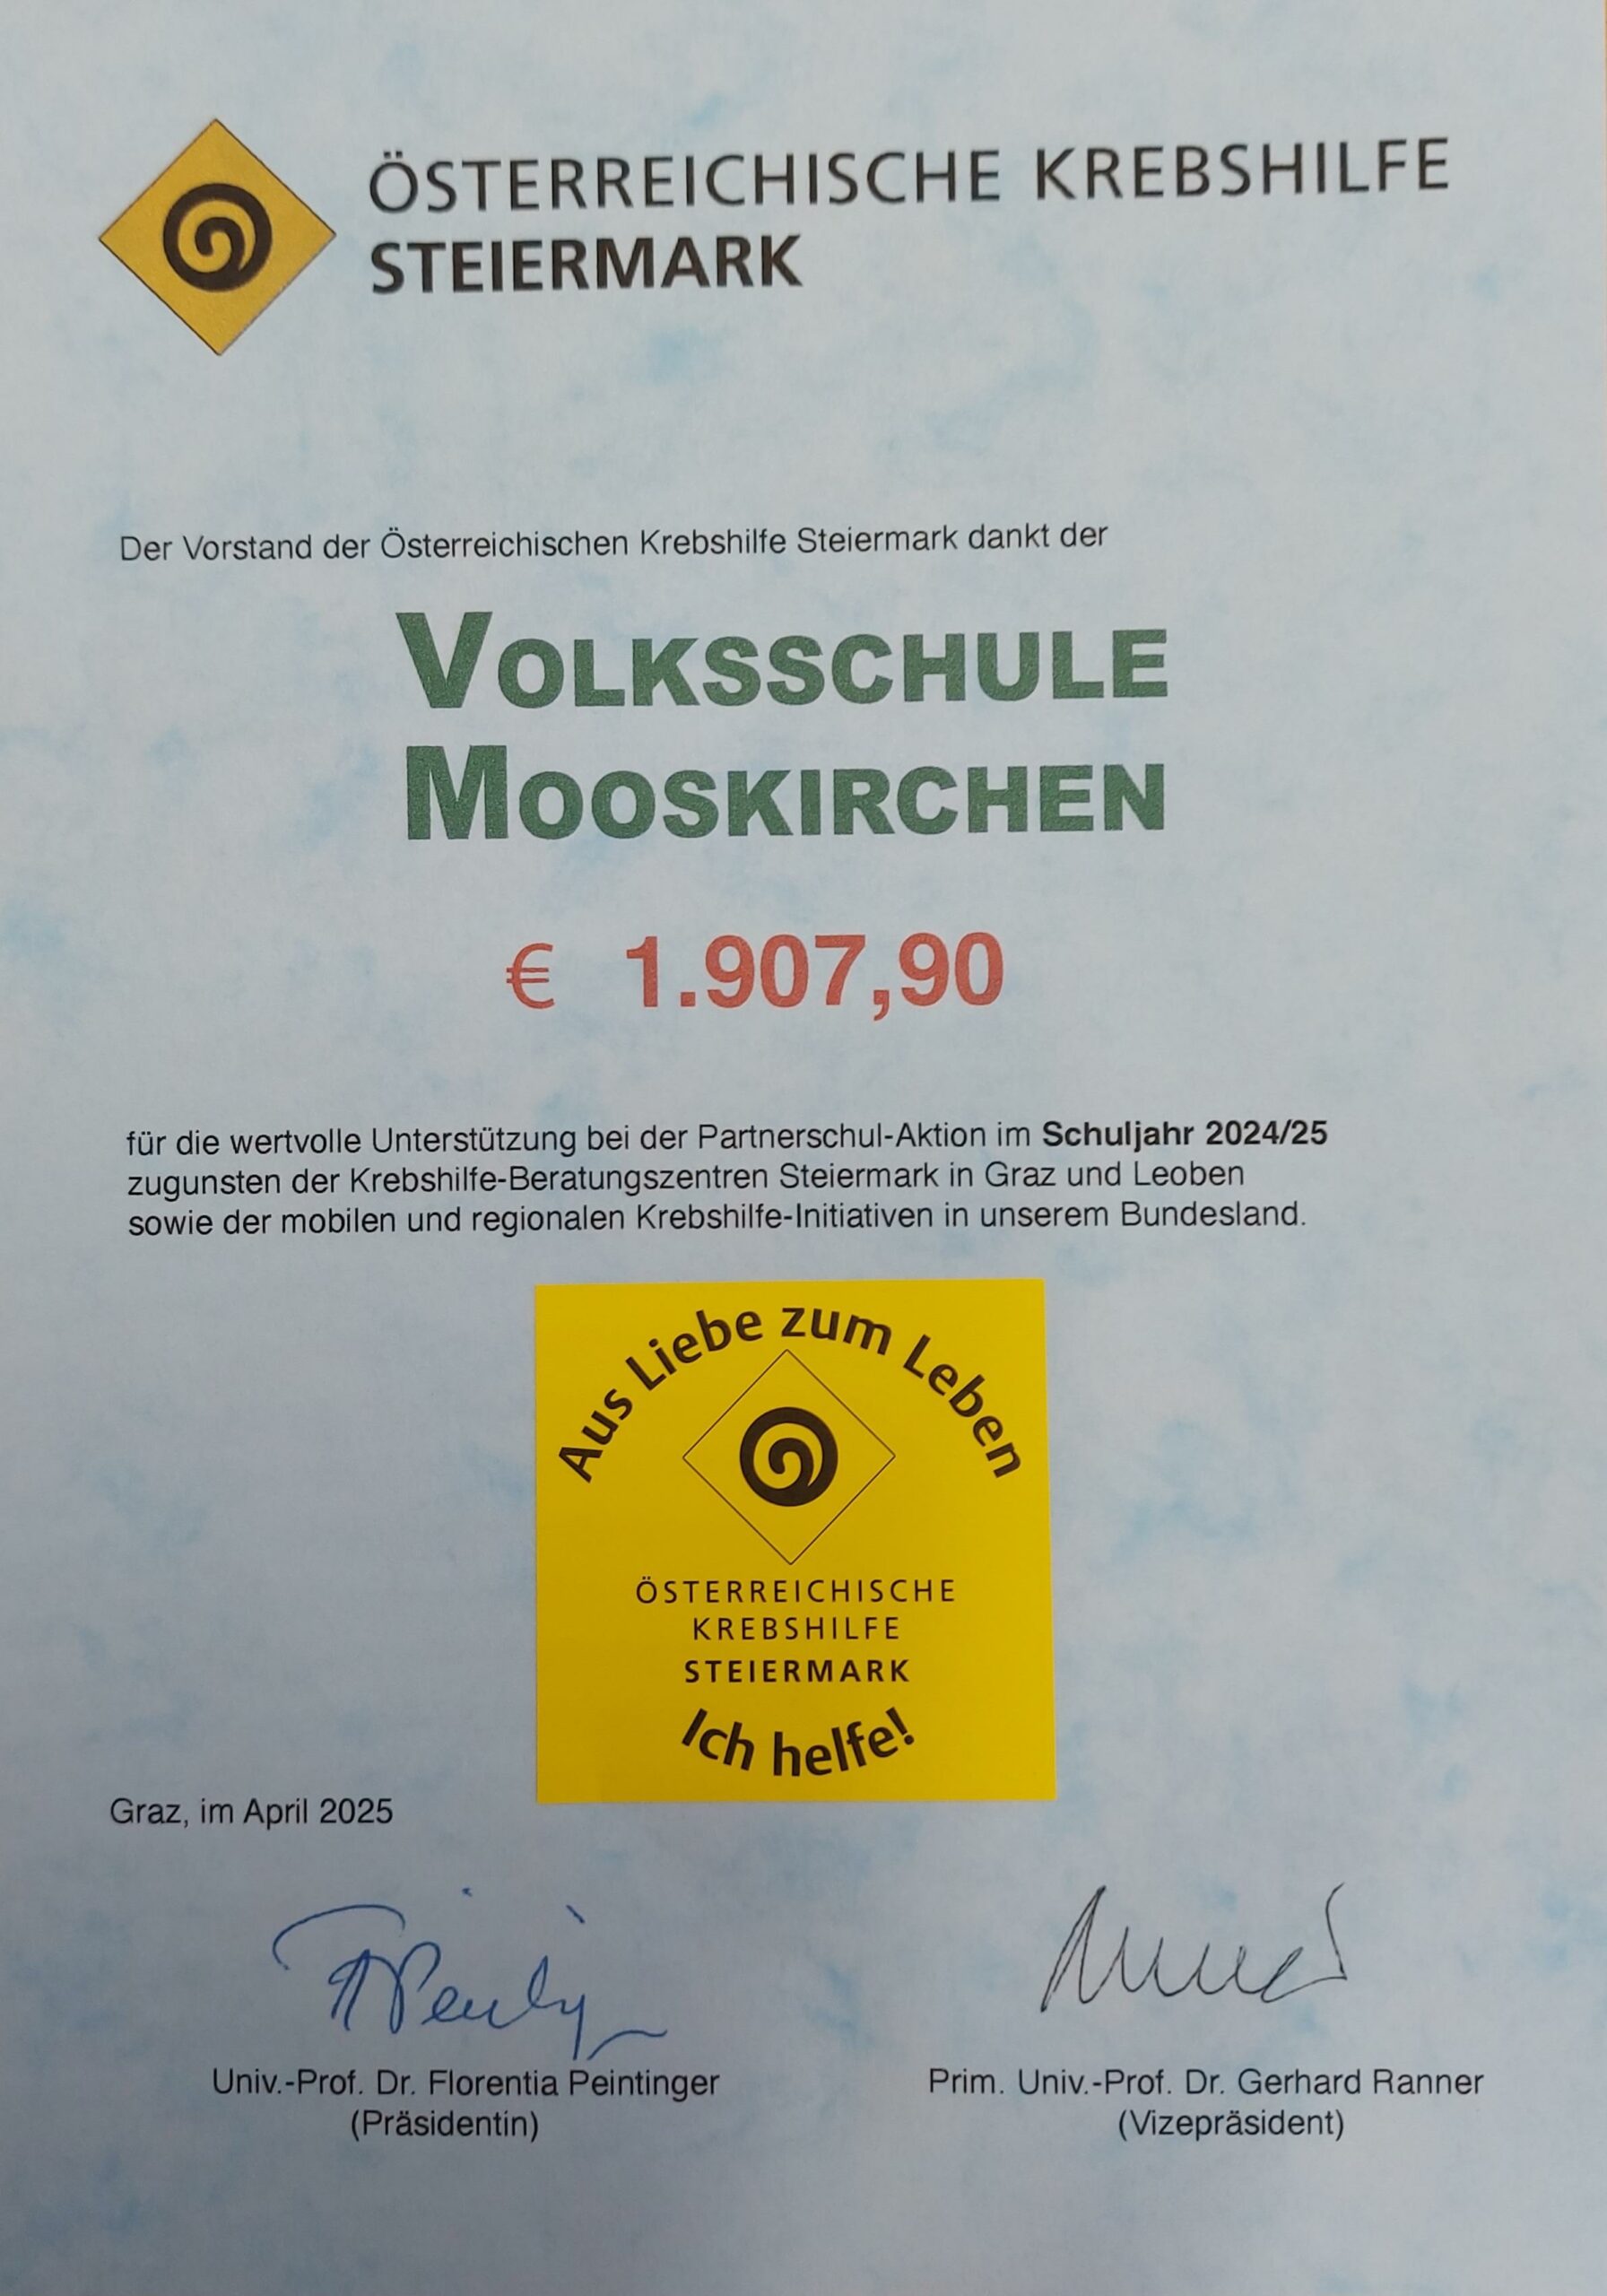 ÖSTERREICHISCHE KREBSHILFE
STEIERMARK
Der Vorstand der Österreichischen Krebshilfe Steiermark dankt der
VOLKSSCHULE
MOOSKIRCHEN
€ 1.907,90
für die wertvolle Unterstützung bei der Partnerschul-Aktion im Schuljahr 2024/25
zugunsten der Krebshilfe-Beratungszentren Steiermark in Graz und Leoben
sowie der mobilen und regionalen Krebshilfe-Initiativen in unserem Bundesland.
Aus Liebe zum Leben
ÖSTERREICHISCHE
KREBSHILFE
STEIERMARK
Ich helfe!
Graz, im April 2025
Univ.-Prof. Dr. Florentia Peintinger
(Präsidentin)
Prim. Univ.-Prof. Dr. Gerhard Ranner
(Vizepräsident)